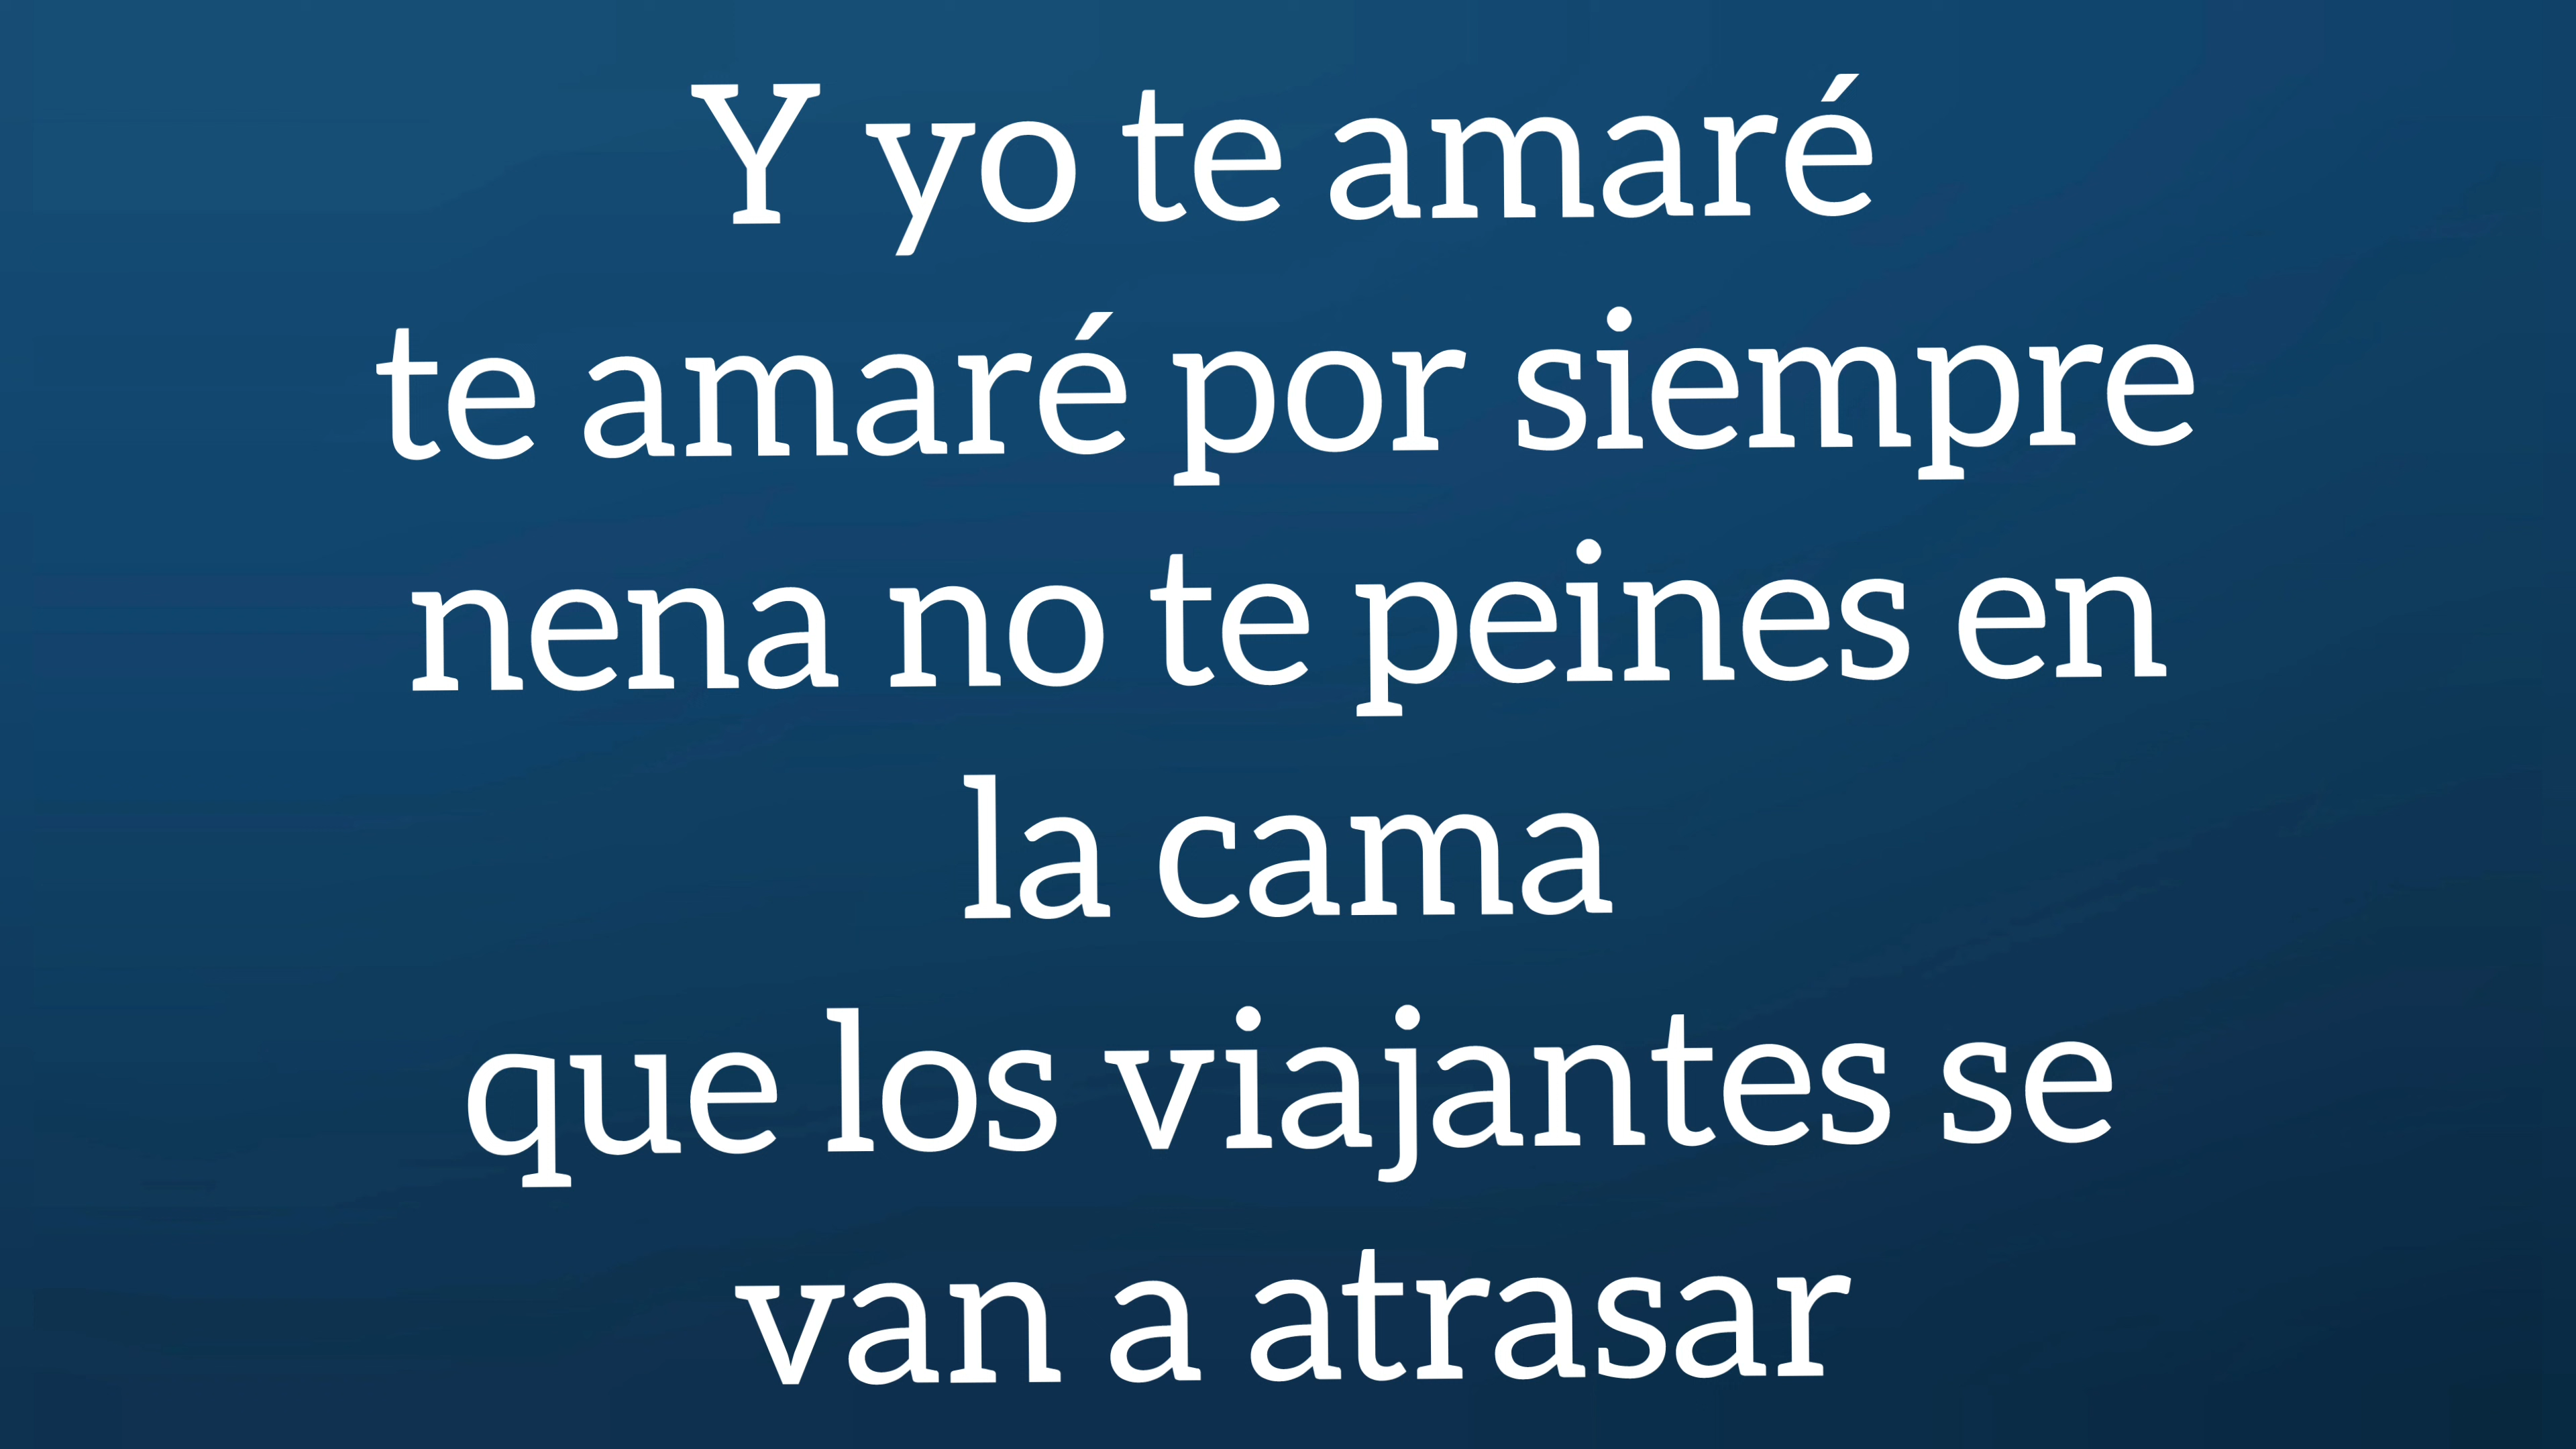 Y yo te amaré
te amaré por siempre
nena no te peines en
la cama
que los viajantes se
van a atrasar